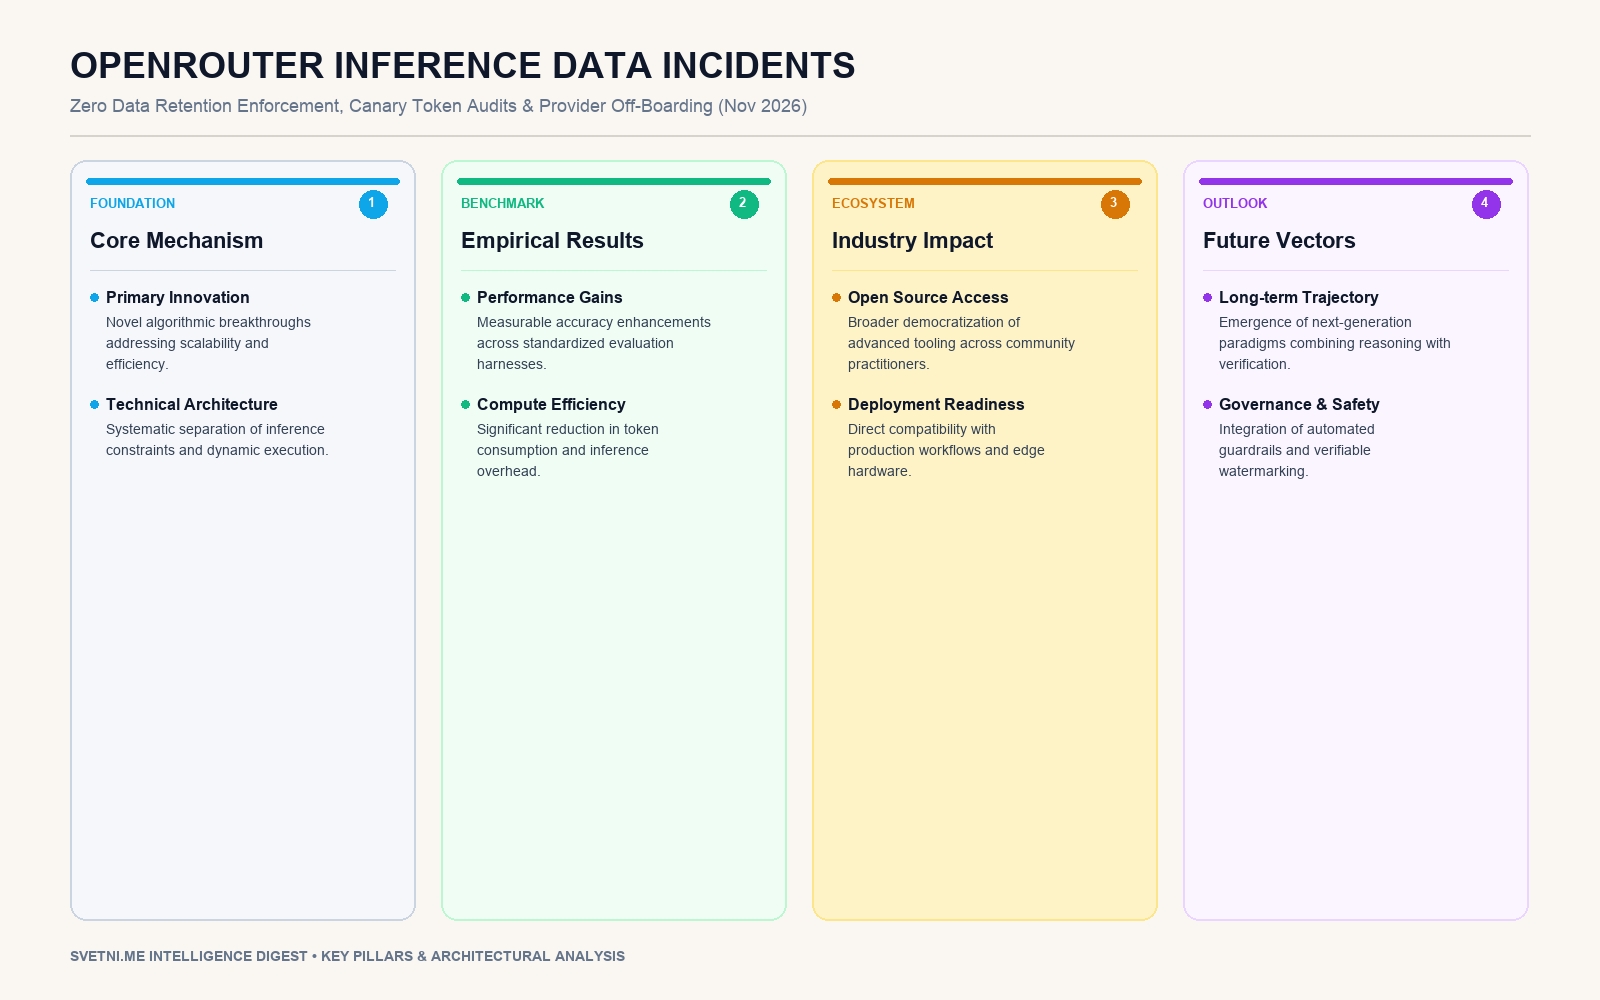 OPENROUTER INFERENCE DATA INCIDENTS
Zero Data Retention Enforcement, Canary Token Audits & Provider Off-Boarding (Nov 2026)
FOUNDATION
1
Core Mechanism
Primary Innovation
Novel algorithmic breakthroughs
addressing scalability and
efficiency.
Technical Architecture
Systematic separation of inference
constraints and dynamic execution.
BENCHMARK
2
Empirical Results
Performance Gains
Measurable accuracy enhancements
across standardized evaluation
harnesses.
Compute Efficiency
Significant reduction in token
consumption and inference
overhead.
ECOSYSTEM
3
Industry Impact
Open Source Access
Broader democratization of
advanced tooling across community
practitioners.
Deployment Readiness
Direct compatibility with
production workflows and edge
hardware.
OUTLOOK
4
Future Vectors
Long-term Trajectory
Emergence of next-generation
paradigms combining reasoning with
verification.
Governance & Safety
Integration of automated
guardrails and verifiable
watermarking.
SVETNI.ME INTELLIGENCE DIGEST • KEY PILLARS & ARCHITECTURAL ANALYSIS